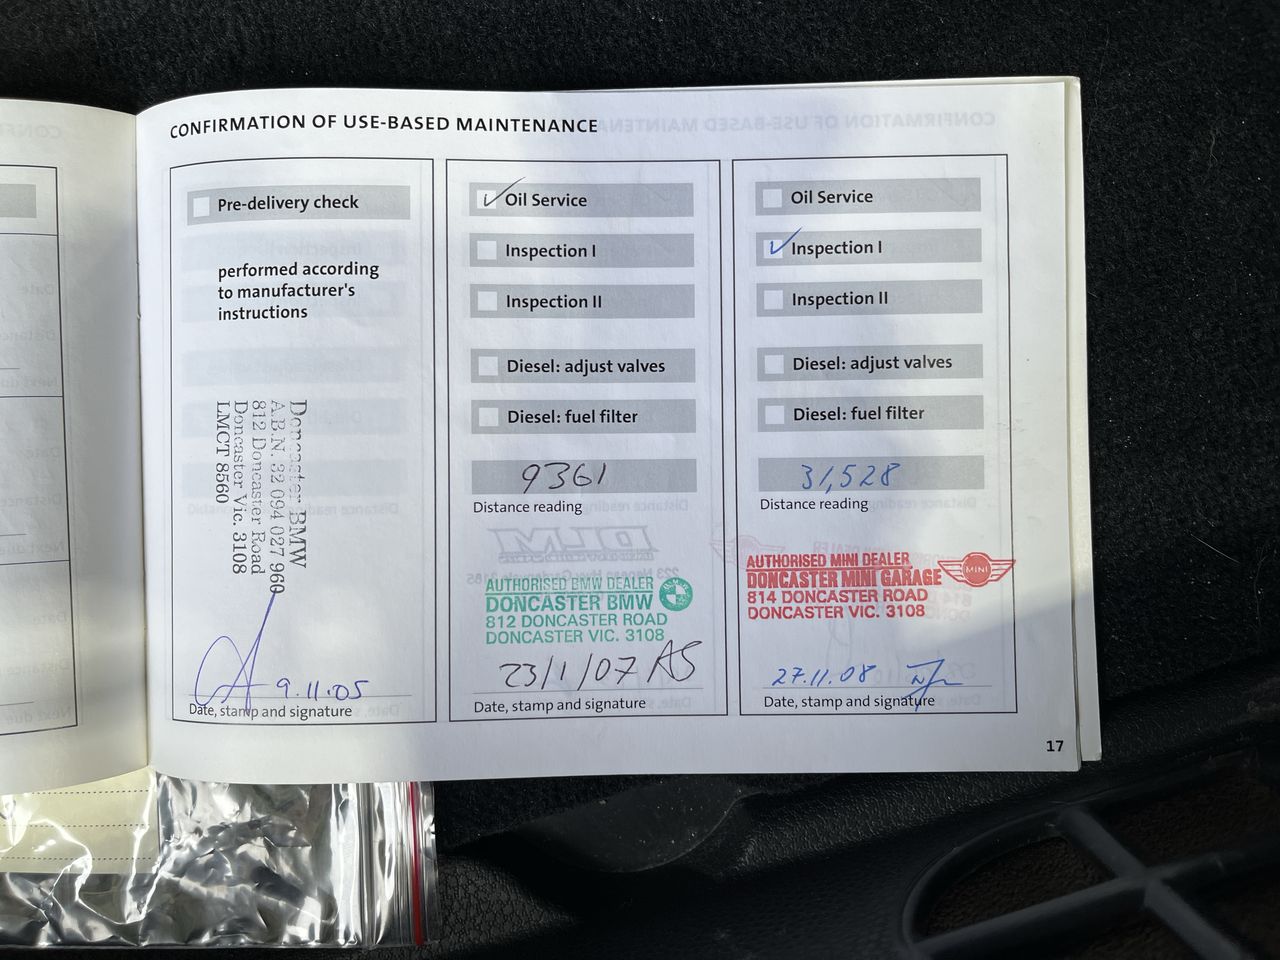 CONFIRMATION OF USE-BASED MAINTENANCE
Pre-delivery check
performed according
to manufacturer's
instructions
Doncaster BMW
A.B.N. 32 094 027 960
812 Doncaster Road
Doncaster Vic. 3108
LMCT 8560
9.11.05
Date, stamp and signature
Oil Service
Inspection I
Inspection II
Diesel: adjust valves
Diesel: fuel filter
9361
Distance reading
AUTHORISED BMW DEALER
DONCASTER BMW
812 DONCASTER ROAD
DONCASTER VIC. 3108
23/1/07 AS
Date, stamp and signature
Oil Service
Inspection I
Inspection II
Diesel: adjust valves
Diesel: fuel filter
31,528
Distance reading
AUTHORISED MINI DEALER
DONCASTER MINI GARAGE
814 DONCASTER ROAD
DONCASTER VIC. 3108
MINI
27.11.08
Date, stamp and signature
17